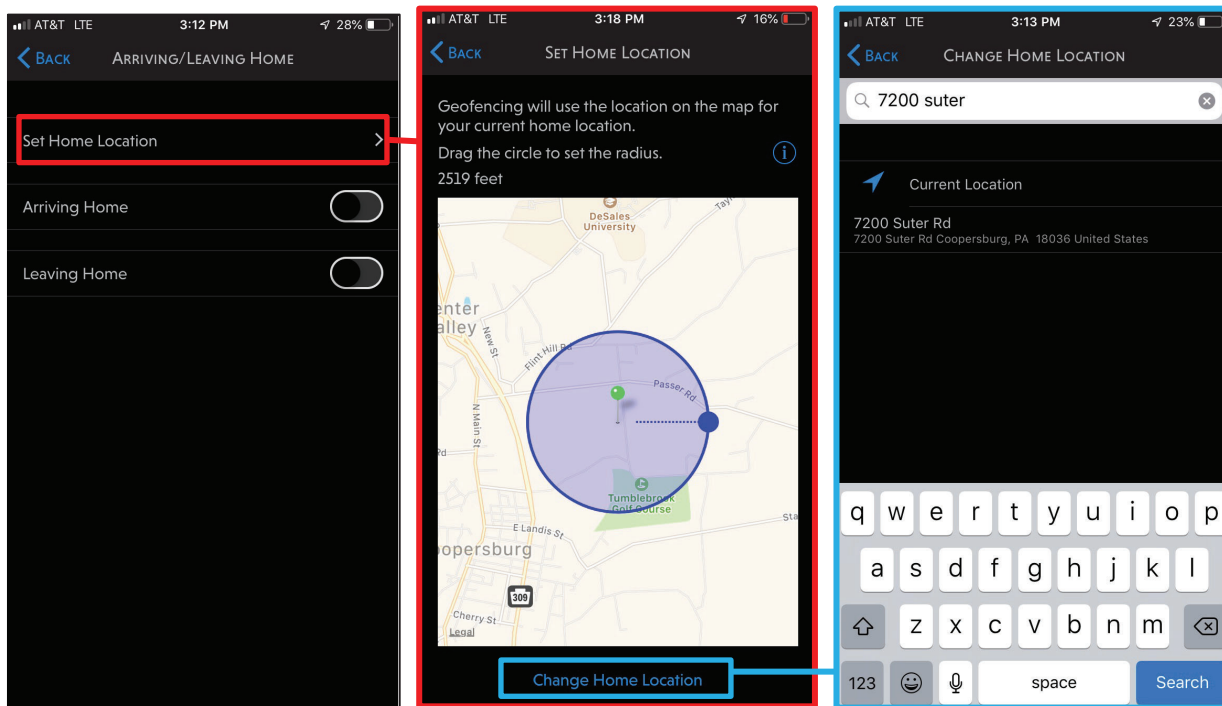 AT&T LTE 3:12 PM 28%
Back Arriving/Leaving Home
Set Home Location
Arriving Home
Leaving Home
AT&T LTE 3:18 PM 16%
Back Set Home Location
Geofencing will use the location on the map for
your current home location.
Drag the circle to set the radius.
i
2519 feet
DeSales
University
Tay
enter
alley
New St
Flint Hill Rd
Passer Rd
N Main St
Rd
Tumblebrook
Golf Course
Sta
E Landis St
oopersburg
309
Cherry St
Legal
Change Home Location
AT&T LTE 3:13 PM 23%
Back Change Home Location
7200 suter
Current Location
7200 Suter Rd
7200 Suter Rd Coopersburg, PA 18036 United States
q w e r t y u i o p
a s d f g h j k l
z x c v b n m
123 space Search